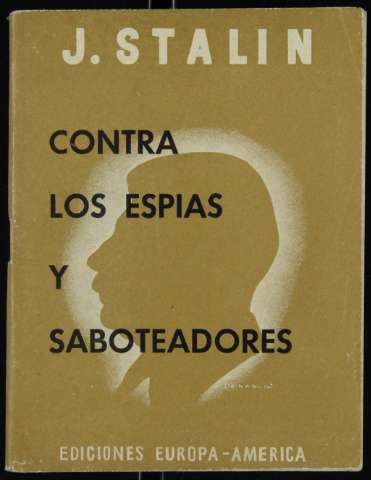 J. STALIN
CONTRA
LOS ESPIAS
Y
SABOTEADORES
EDICIONES EUROPA-AMERICA